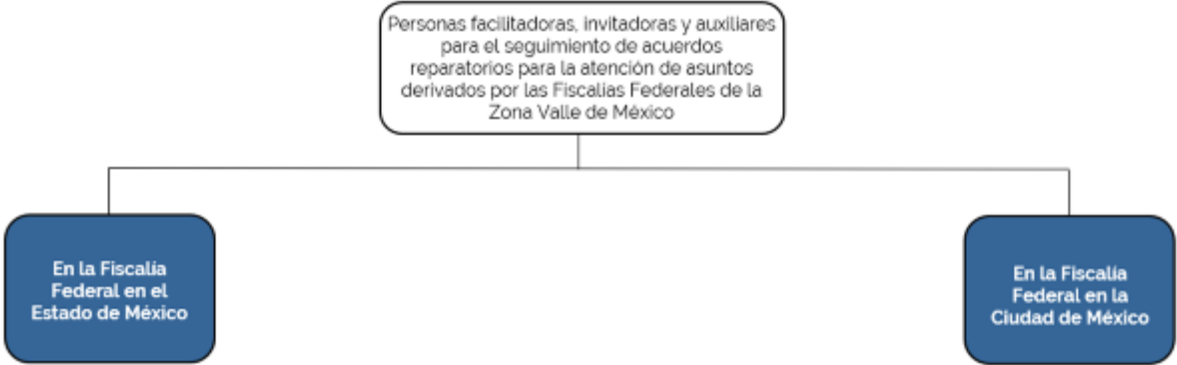 Personas facilitadoras, invitadoras y auxiliares
para el seguimiento de acuerdos
reparatorios para la atención de asuntos
derivados por las Fiscalías Federales de la
Zona Valle de México
En la Fiscalía
Federal en el
Estado de México
En la Fiscalía
Federal en la
Ciudad de México